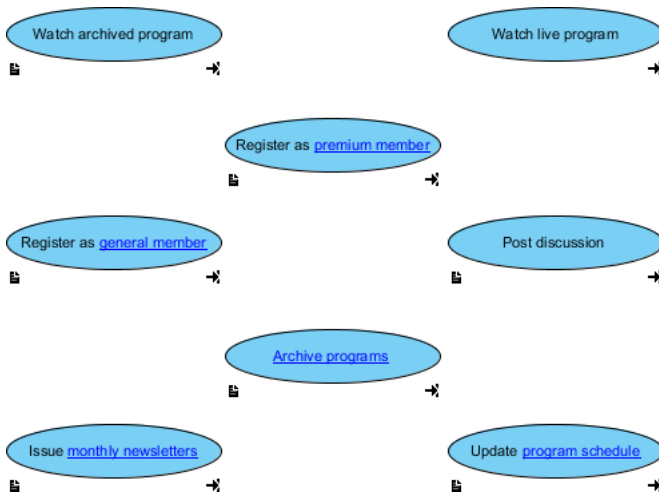 Watch archived program
Watch live program
Register as premium member
Register as general member
Post discussion
Archive programs
Issue monthly newsletters
Update program schedule